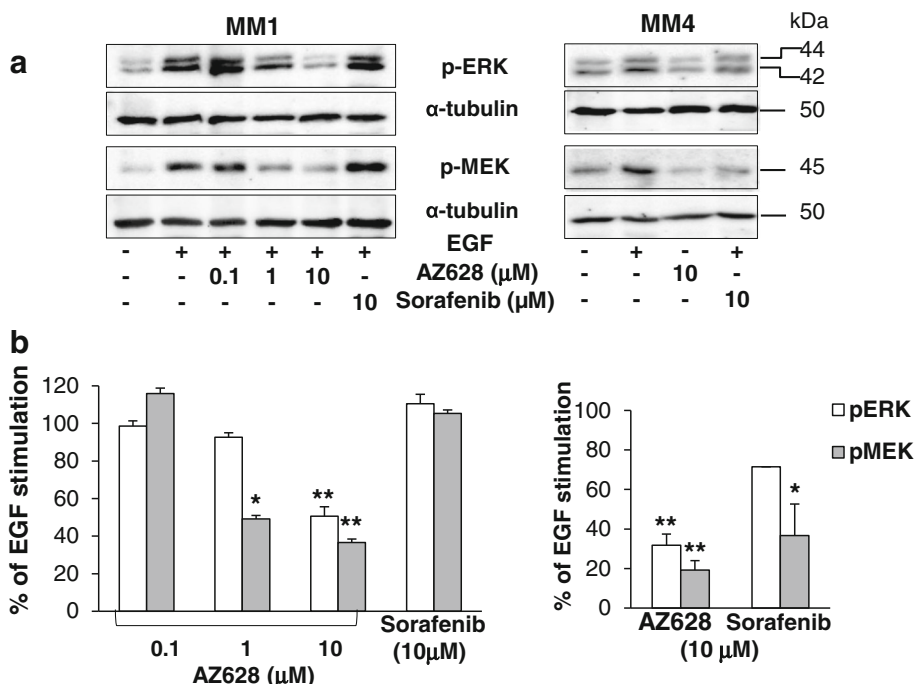 MM1 MM4 kDa
a
p-ERK 44
42
α-tubulin 50
p-MEK 45
α-tubulin 50
- + + + + + EGF - + + +
- - 0.1 1 10 - AZ628 (μM) - - 10 -
- - - - - 10 Sorafenib (μM) - - - 10
b
% of EGF stimulation
120
100
80
60
40
20
0
* ** **
0.1 1 10
AZ628 (μM)
Sorafenib
(10μM)
% of EGF stimulation
100
80
60
40
20
0
** ** *
AZ628 Sorafenib
(10 μM)
pERK
pMEK